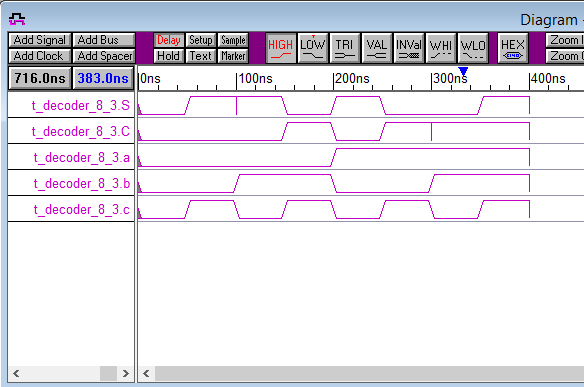 Diagram
Add Signal Add Bus Delay Setup Sample HIGH LOW TRI VAL INVal WHI WLO HEX Zoom
Add Clock Add Spacer Hold Text Marker Zoom
716.0ns 383.0ns 0ns 100ns 200ns 300ns 400ns
t_decoder_8_3.S
t_decoder_8_3.C
t_decoder_8_3.a
t_decoder_8_3.b
t_decoder_8_3.c